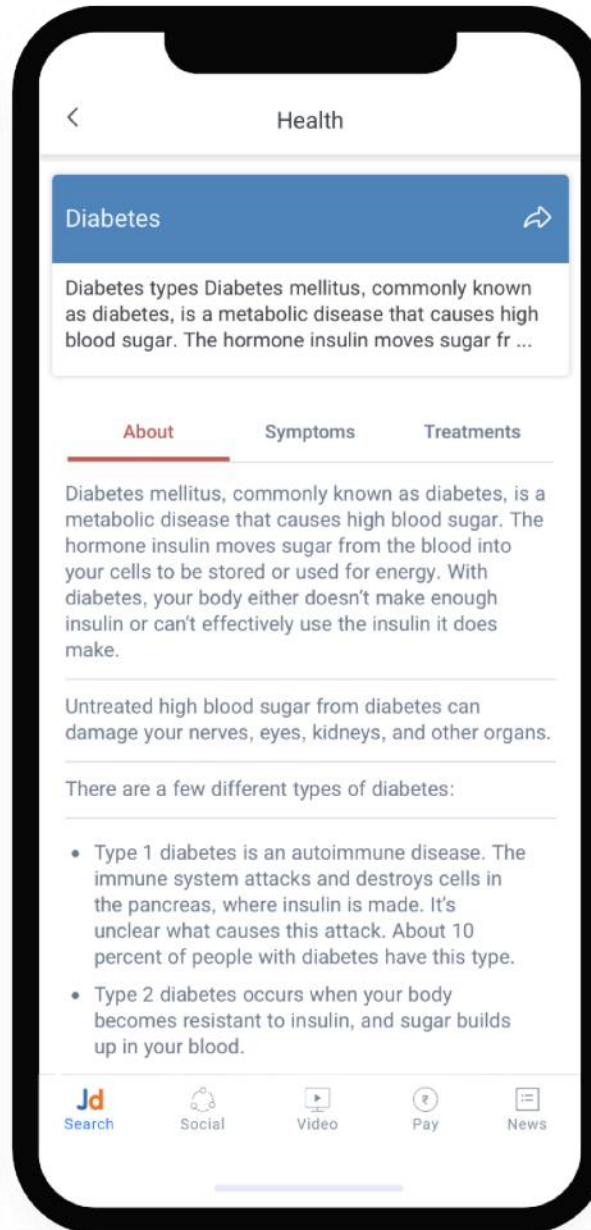 Health
Diabetes
Diabetes types Diabetes mellitus, commonly known
as diabetes, is a metabolic disease that causes high
blood sugar. The hormone insulin moves sugar fr ...
About Symptoms Treatments
Diabetes mellitus, commonly known as diabetes, is a
metabolic disease that causes high blood sugar. The
hormone insulin moves sugar from the blood into
your cells to be stored or used for energy. With
diabetes, your body either doesn't make enough
insulin or can't effectively use the insulin it does
make.
Untreated high blood sugar from diabetes can
damage your nerves, eyes, kidneys, and other organs.
There are a few different types of diabetes:
• Type 1 diabetes is an autoimmune disease. The
immune system attacks and destroys cells in
the pancreas, where insulin is made. It's
unclear what causes this attack. About 10
percent of people with diabetes have this type.
• Type 2 diabetes occurs when your body
becomes resistant to insulin, and sugar builds
up in your blood.
Jd ₹
Search Social Video Pay News